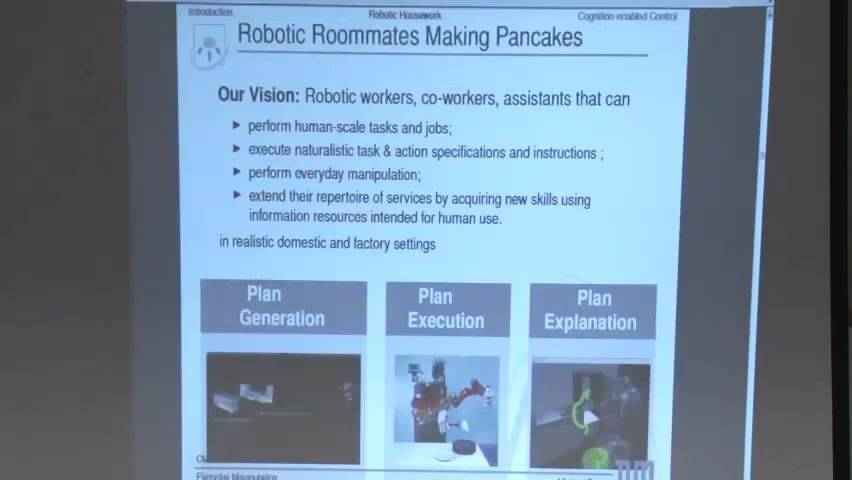 Introduction
Robotic Housework
Cognition-enabled Control
Robotic Roommates Making Pancakes
Our Vision: Robotic workers, co-workers, assistants that can
perform human-scale tasks and jobs;
execute naturalistic task & action specifications and instructions ;
perform everyday manipulation;
extend their repertoire of services by acquiring new skills using
information resources intended for human use.
in realistic domestic and factory settings
Plan
Generation
Plan
Execution
Plan
Explanation
Everyday Manipulation